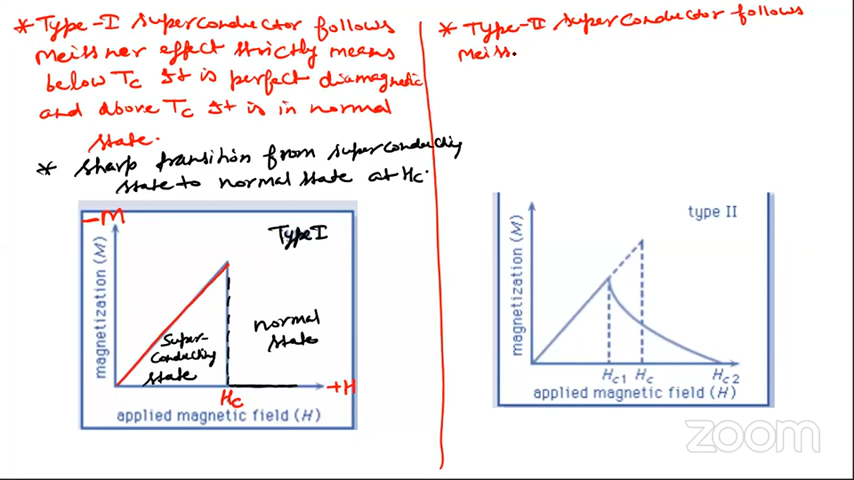 * Type-I superconductor follows
meissner effect strictly means
below Tc It is perfect diamagnetic
and above Tc It is in normal
state.
* sharp transition from superconducting
state to normal state at Hc.
-M
Type I
magnetization (M)
Super-
conducting
state
normal
state
Hc
+H
applied magnetic field (H)
* Type-II superconductor follows
meiss
type II
magnetization (M)
Hc1 Hc Hc2
applied magnetic field (H)
zoom